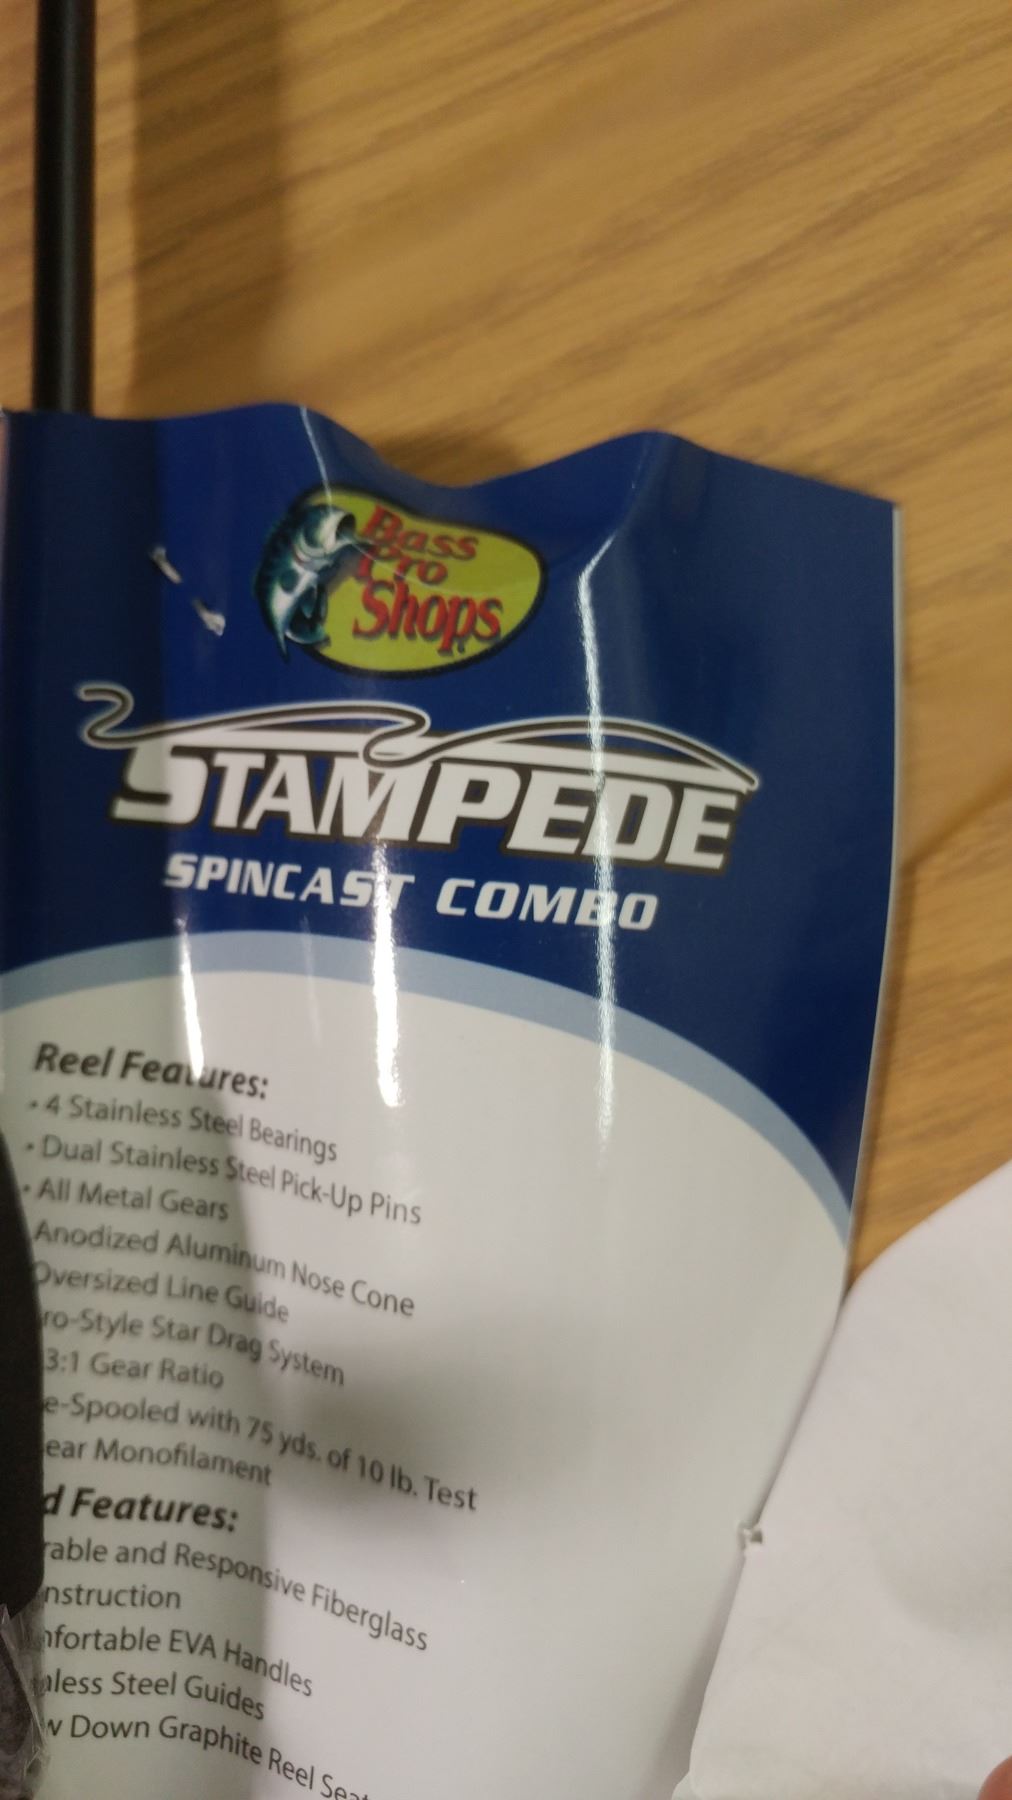 Bass
Pro
Shops
STAMPEDE
SPINCAST COMBO
Reel Features:
• 4 Stainless Steel Bearings
• Dual Stainless Steel Pick-Up Pins
• All Metal Gears
Anodized Aluminum Nose Cone
Oversized Line Guide
ro-Style Star Drag System
3:1 Gear Ratio
e-Spooled with 75 yds. of 10 lb. Test
ear Monofilament
d Features:
rable and Responsive Fiberglass
nstruction
nfortable EVA Handles
nless Steel Guides
w Down Graphite Reel Seat